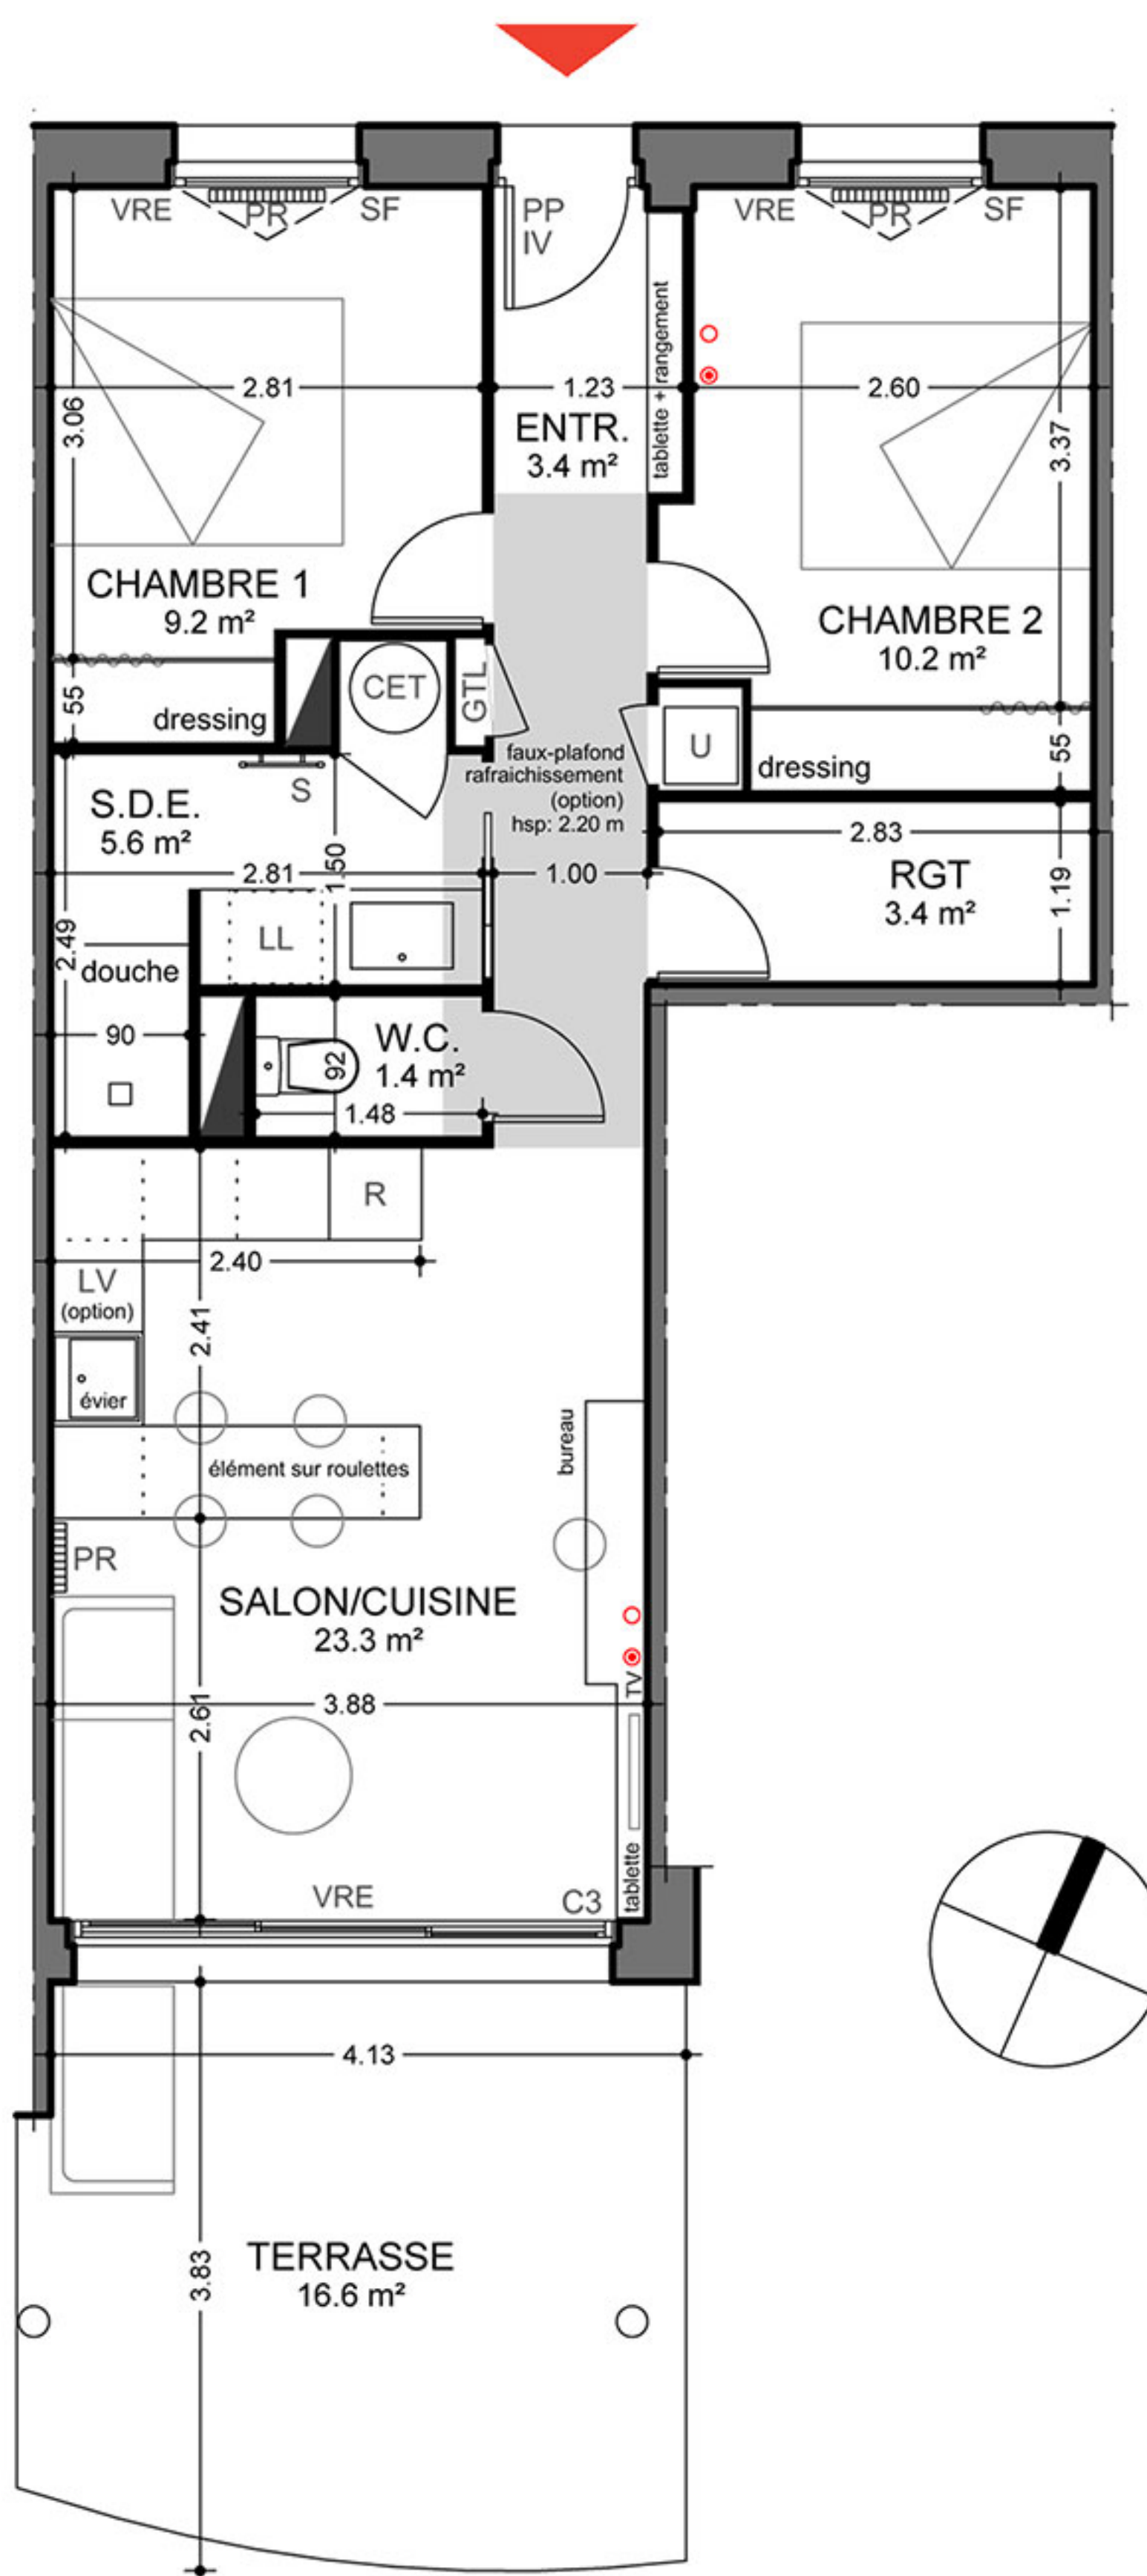 VRE
PR
SF
PP
IV
VRE
PR
SF
tablette + rangement
2.81
1.23
2.60
3.06
ENTR.
3.4 m²
3.37
CHAMBRE 1
9.2 m²
CHAMBRE 2
10.2 m²
55
dressing
CET
GTL
faux-plafond
rafraichissement
(option)
hsp: 2.20 m
U
dressing
55
S
S.D.E.
5.6 m²
2.81
1.50
1.00
2.83
RGT
3.4 m²
1.19
2.49
LL
douche
90
W.C.
1.4 m²
92
1.48
R
2.40
LV
(option)
2.41
évier
élément sur roulettes
bureau
PR
SALON/CUISINE
23.3 m²
TV
2.61
3.88
tablette
VRE
C3
4.13
3.83
TERRASSE
16.6 m²